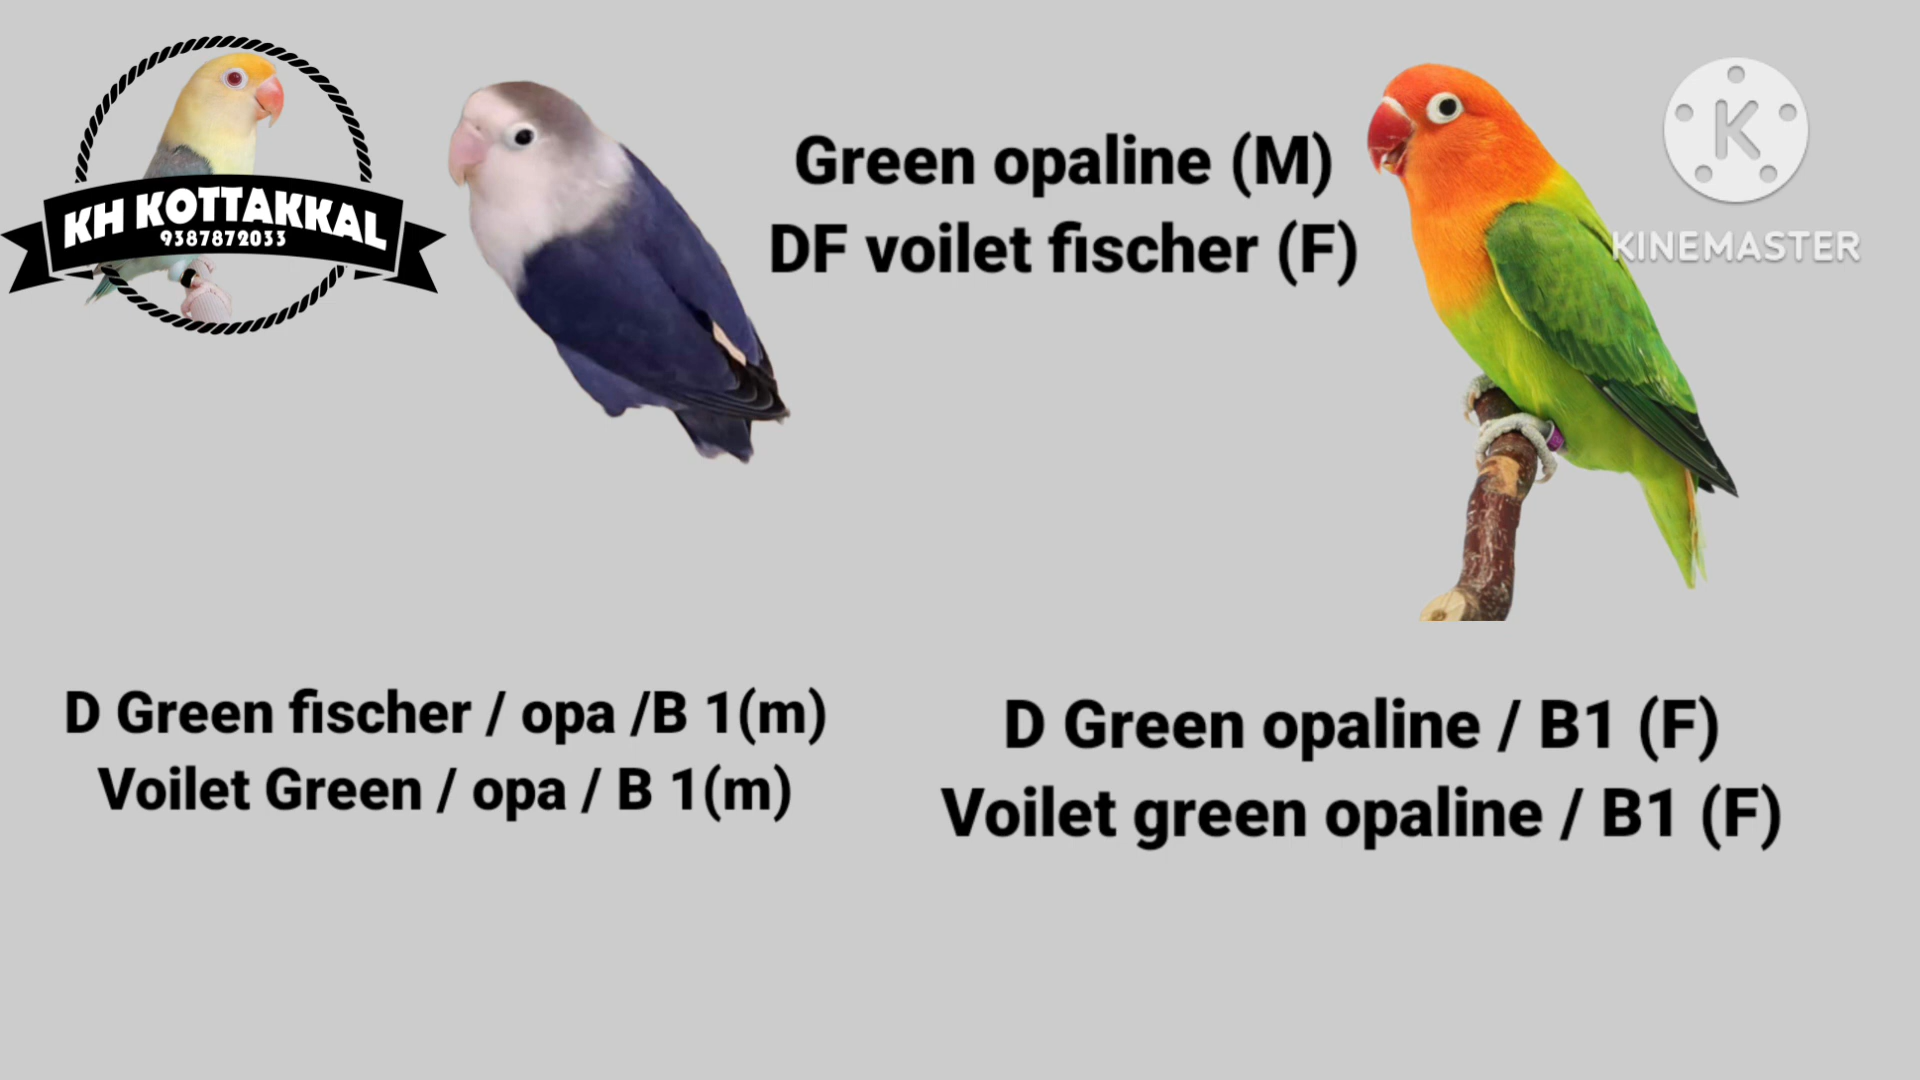 KH KOTTAKKAL
9387872033
Green opaline (M)
DF voilet fischer (F)
K
KINEMASTER
D Green fischer / opa /B 1(m)
Voilet Green / opa / B 1(m)
D Green opaline / B1 (F)
Voilet green opaline / B1 (F)